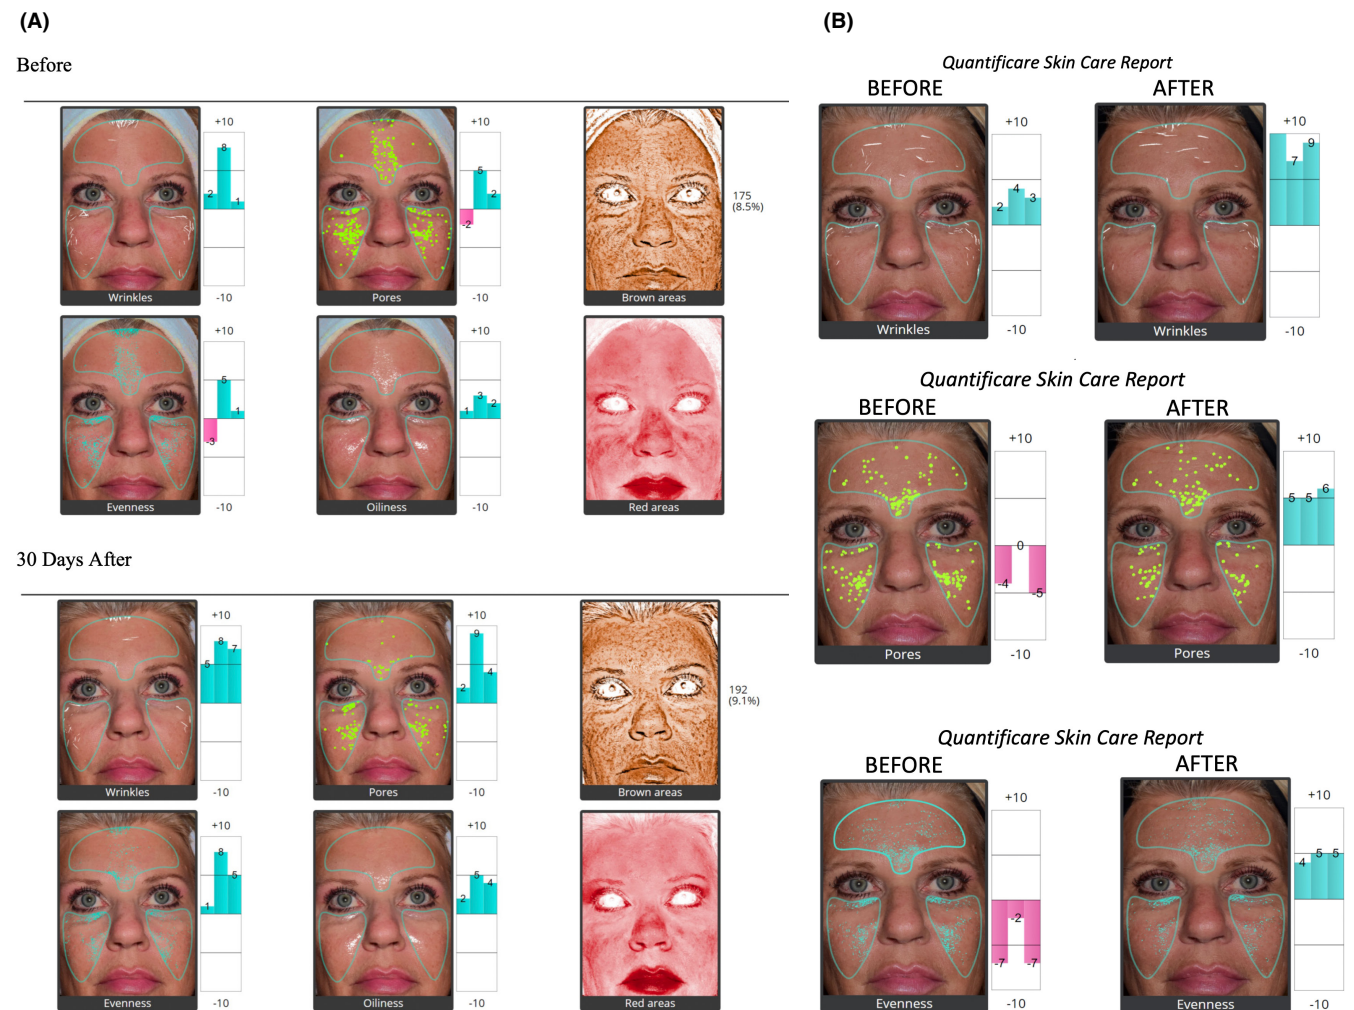 (A)
Before
+10
2 8 1
Wrinkles
-10
+10
-2 5 2
Pores
-10
175
(8.5%)
Brown areas
+10
-3 5 1
Evenness
-10
+10
1 3 2
Oiliness
-10
Red areas
30 Days After
+10
5 8 7
Wrinkles
-10
+10
2 9 4
Pores
-10
192
(9.1%)
Brown areas
+10
1 8 5
Evenness
-10
+10
2 5 4
Oiliness
-10
Red areas
(B)
Quantificare Skin Care Report
BEFORE AFTER
+10
2 4 3
Wrinkles
-10
+10
7 9
Wrinkles
-10
Quantificare Skin Care Report
BEFORE AFTER
+10
-4 0 -5
Pores
-10
+10
5 5 6
Pores
-10
Quantificare Skin Care Report
BEFORE AFTER
+10
-7 -2 -7
Evenness
-10
+10
4 5 5
Evenness
-10